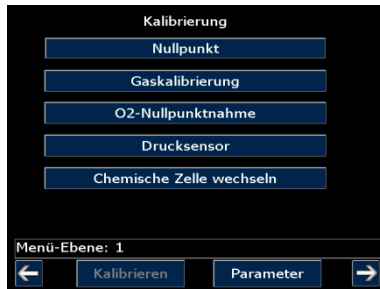 Kalibrierung
Nullpunkt
Gaskalibrierung
O2-Nullpunktnahme
Drucksensor
Chemische Zelle wechseln
Menü-Ebene: 1
Kalibrieren Parameter